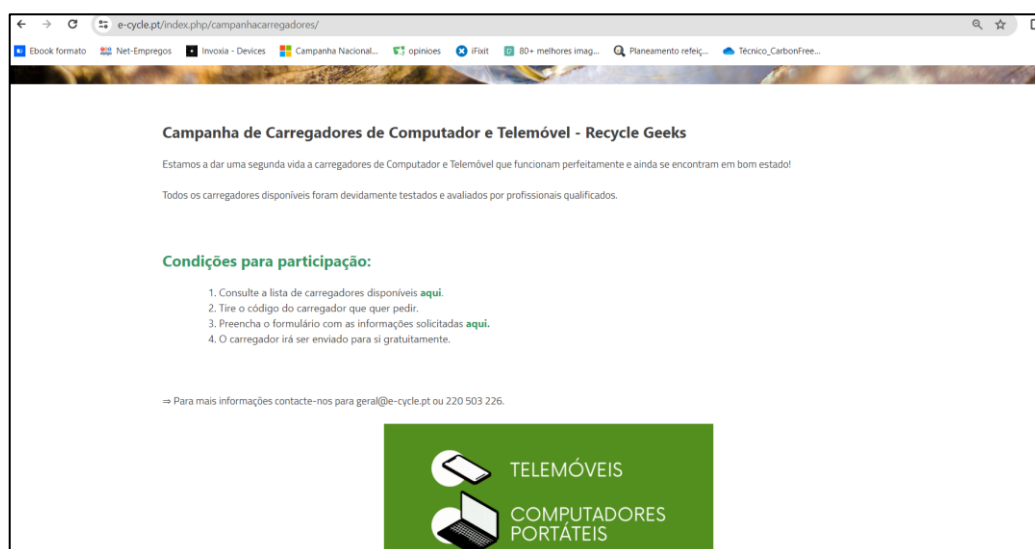 e-cycle.pt/index.php/campanhacarregadores/
Ebook formato Net-Empregos Invoxia - Devices Campanha Nacional... opinioes iFixit 80+ melhores imag... Planeamento refeiç... Técnico_CarbonFree...
Campanha de Carregadores de Computador e Telemóvel - Recycle Geeks
Estamos a dar uma segunda vida a carregadores de Computador e Telemóvel que funcionam perfeitamente e ainda se encontram em bom estado!
Todos os carregadores disponíveis foram devidamente testados e avaliados por profissionais qualificados.
Condições para participação:
1. Consulte a lista de carregadores disponíveis aqui.
2. Tire o código do carregador que quer pedir.
3. Preencha o formulário com as informações solicitadas aqui.
4. O carregador irá ser enviado para si gratuitamente.
⇒ Para mais informações contacte-nos para geral@e-cycle.pt ou 220 503 226.
TELEMÓVEIS
COMPUTADORES
PORTÁTEIS